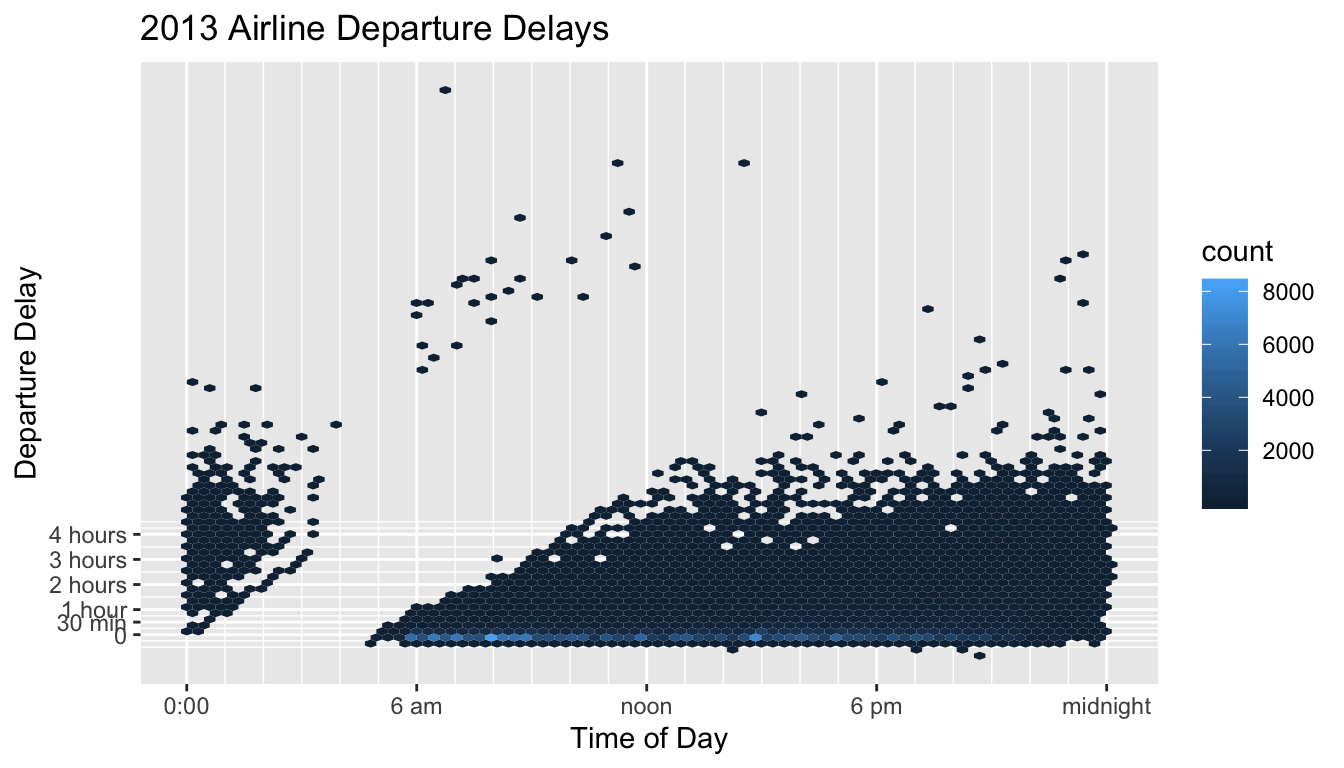 2013 Airline Departure Delays
Departure Delay
4 hours
3 hours
2 hours
1 hour
30 min
0
0:00
6 am
noon
6 pm
midnight
Time of Day
count
8000
6000
4000
2000